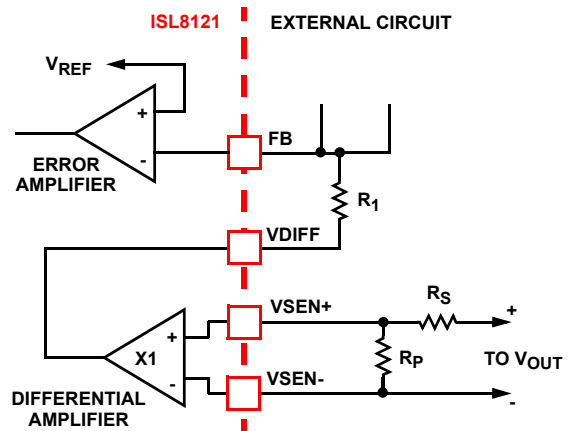 ISL8121 EXTERNAL CIRCUIT
VREF
+
-
FB
ERROR
AMPLIFIER
R1
VDIFF
VSEN+
RS
+
+
X1
RP
TO VOUT
-
VSEN-
-
DIFFERENTIAL
AMPLIFIER